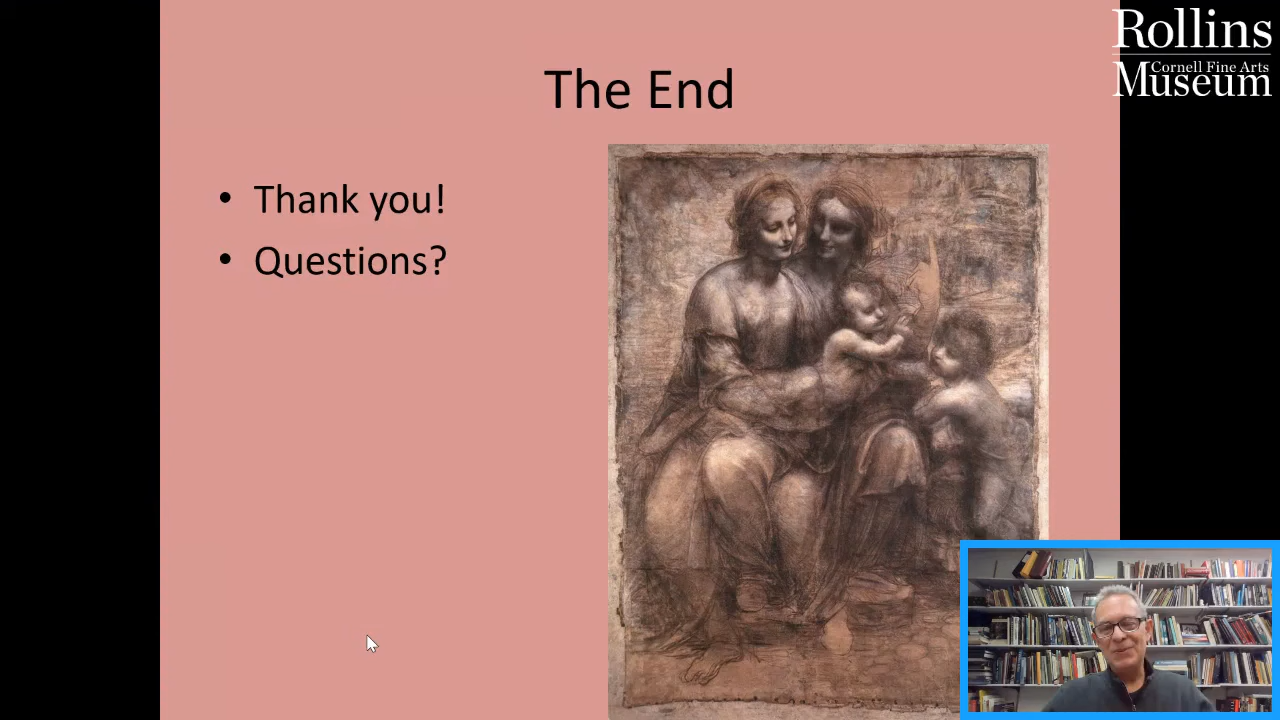 The End
• Thank you!
• Questions?
Rollins
Cornell Fine Arts
Museum